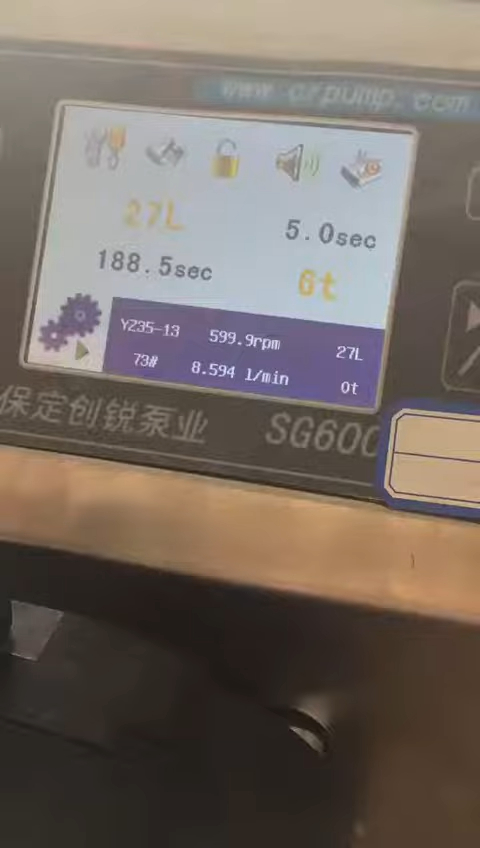 www.crpump.com
27L
5.0sec
188.5sec
6t
YZ35-13 599.9rpm 27L
73# 8.594 l/min 0t
保定创锐泵业 SG600